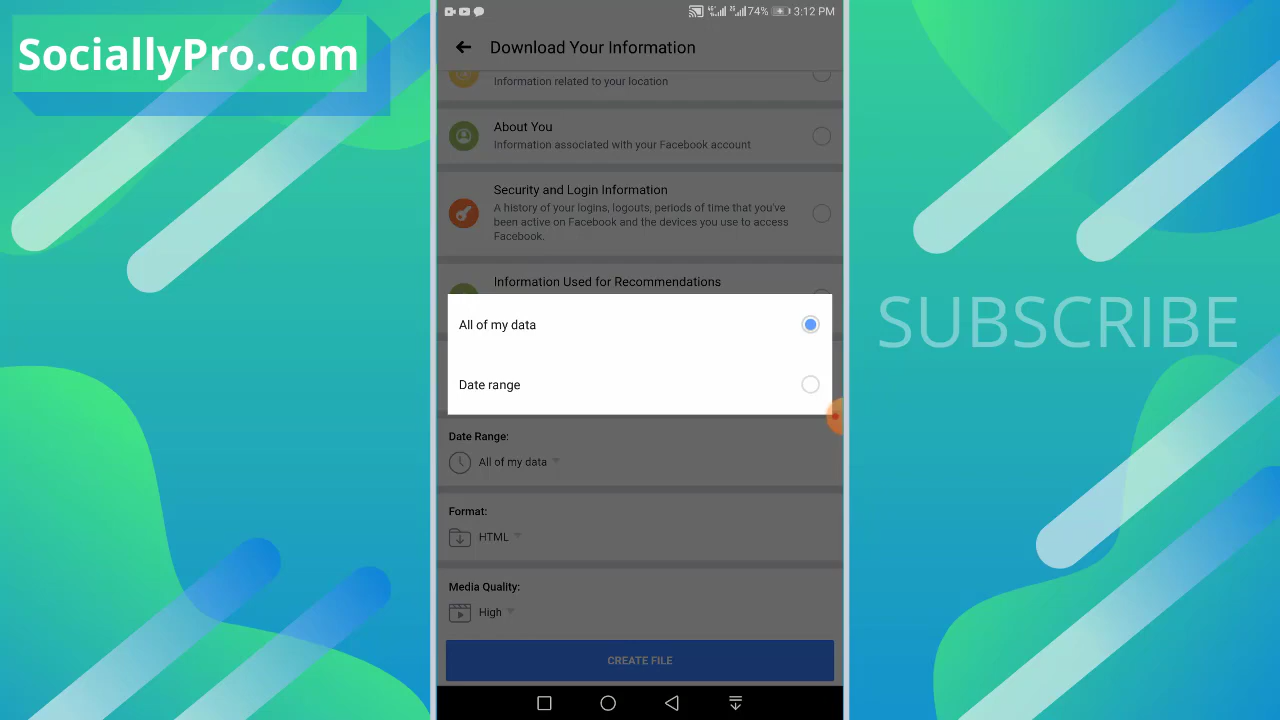 SociallyPro.com
74% 3:12 PM
Download Your Information
Information related to your location
About You
Information associated with your Facebook account
Security and Login Information
A history of your logins, logouts, periods of time that you've
been active on Facebook and the devices you use to access
Facebook.
Information Used for Recommendations
All of my data
Date range
Date Range:
All of my data
Format:
HTML
Media Quality:
High
CREATE FILE
SUBSCRIBE